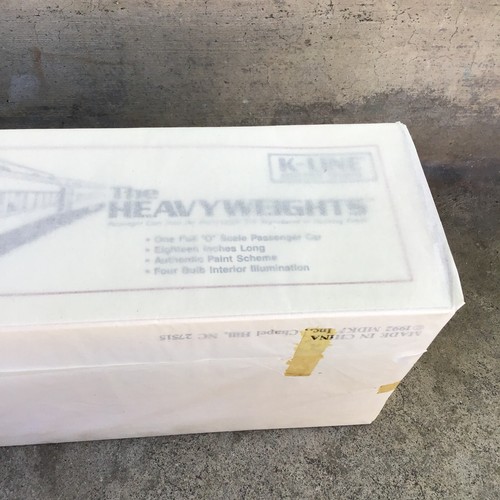 K-LINE
The
HEAVYWEIGHTS
• One Full "O" Scale Passenger Car
• Eighteen Inches Long
• Authentic Paint Scheme
• Four Bulb Interior Illumination
©1992 MDK, Inc., Chapel Hill, NC 27515
MADE IN CHINA